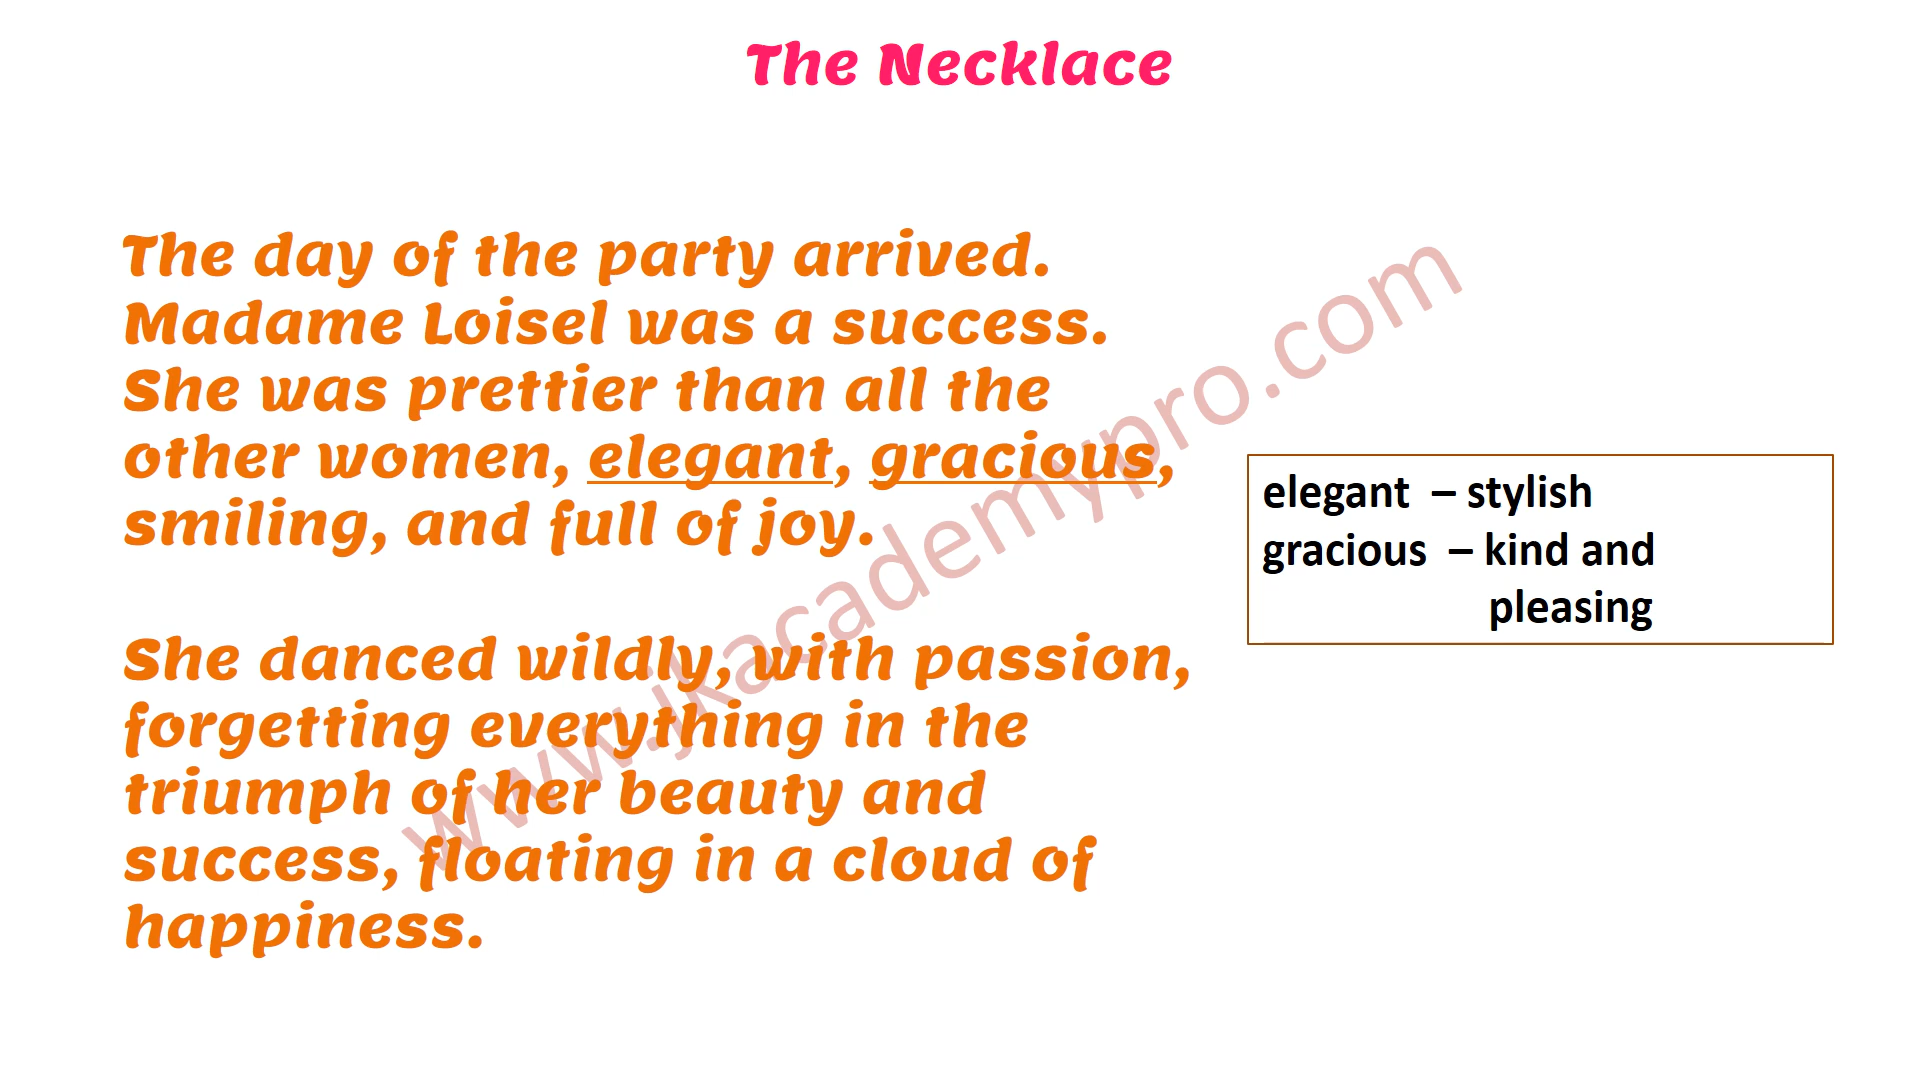 The Necklace
The day of the party arrived.
Madame Loisel was a success.
She was prettier than all the
other women, elegant, gracious,
smiling, and full of joy.
She danced wildly, with passion,
forgetting everything in the
triumph of her beauty and
success, floating in a cloud of
happiness.
elegant – stylish
gracious – kind and
pleasing
www.jkacademypro.com